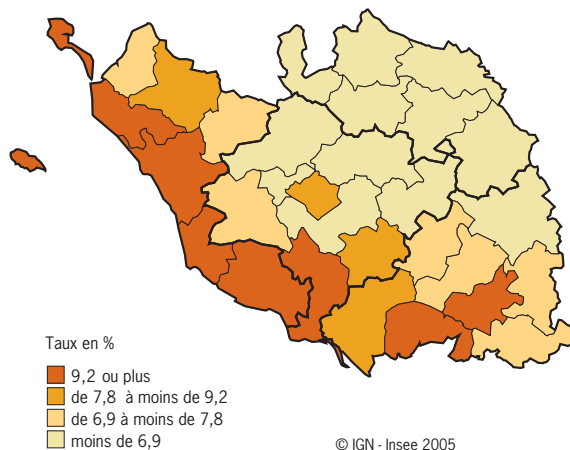 Taux en %
9,2 ou plus
de 7,8 à moins de 9,2
de 6,9 à moins de 7,8
moins de 6,9
© IGN - Insee 2005